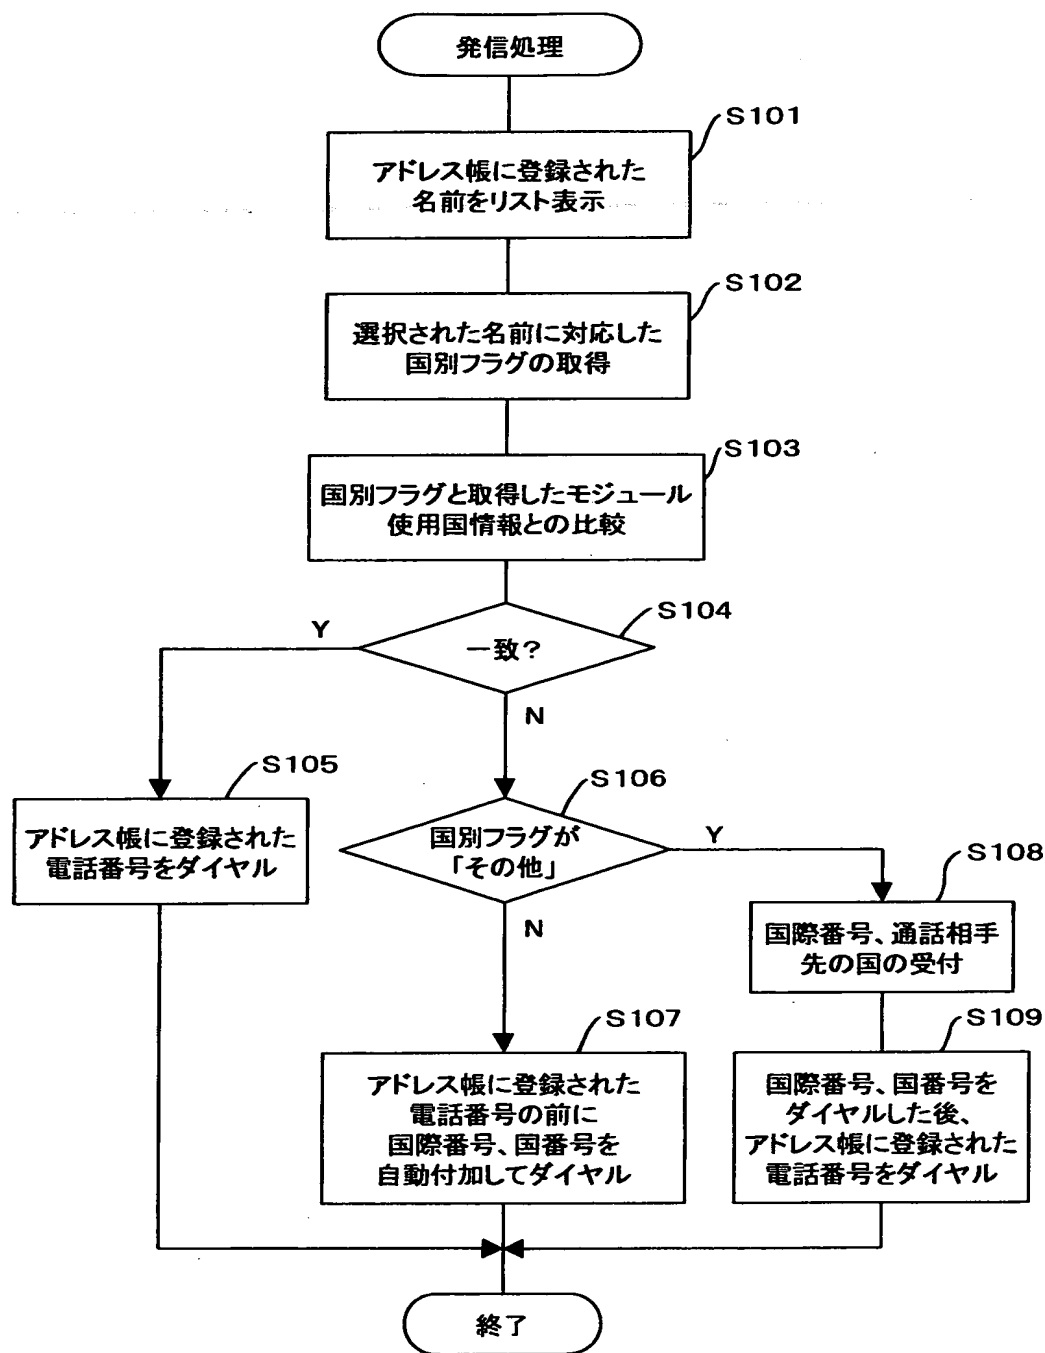 発信処理
S101
アドレス帳に登録された
名前をリスト表示
S102
選択された名前に対応した
国別フラグの取得
S103
国別フラグと取得したモジュール
使用国情報との比較
S104
一致?
Y
N
S105
アドレス帳に登録された
電話番号をダイヤル
S106
国別フラグが
「その他」
Y
N
S108
国際番号、通話相手
先の国の受付
S107
アドレス帳に登録された
電話番号の前に
国際番号、国番号を
自動付加してダイヤル
S109
国際番号、国番号を
ダイヤルした後、
アドレス帳に登録された
電話番号をダイヤル
終了